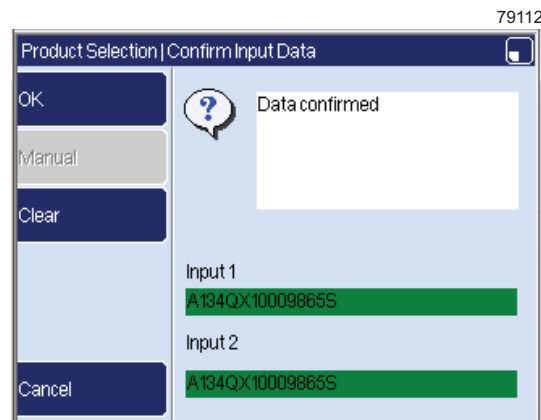 79112
Product Selection | Confirm Input Data
OK
Manual
Clear
Cancel
?
Data confirmed
Input 1
A134QX10009865S
Input 2
A134QX10009865S